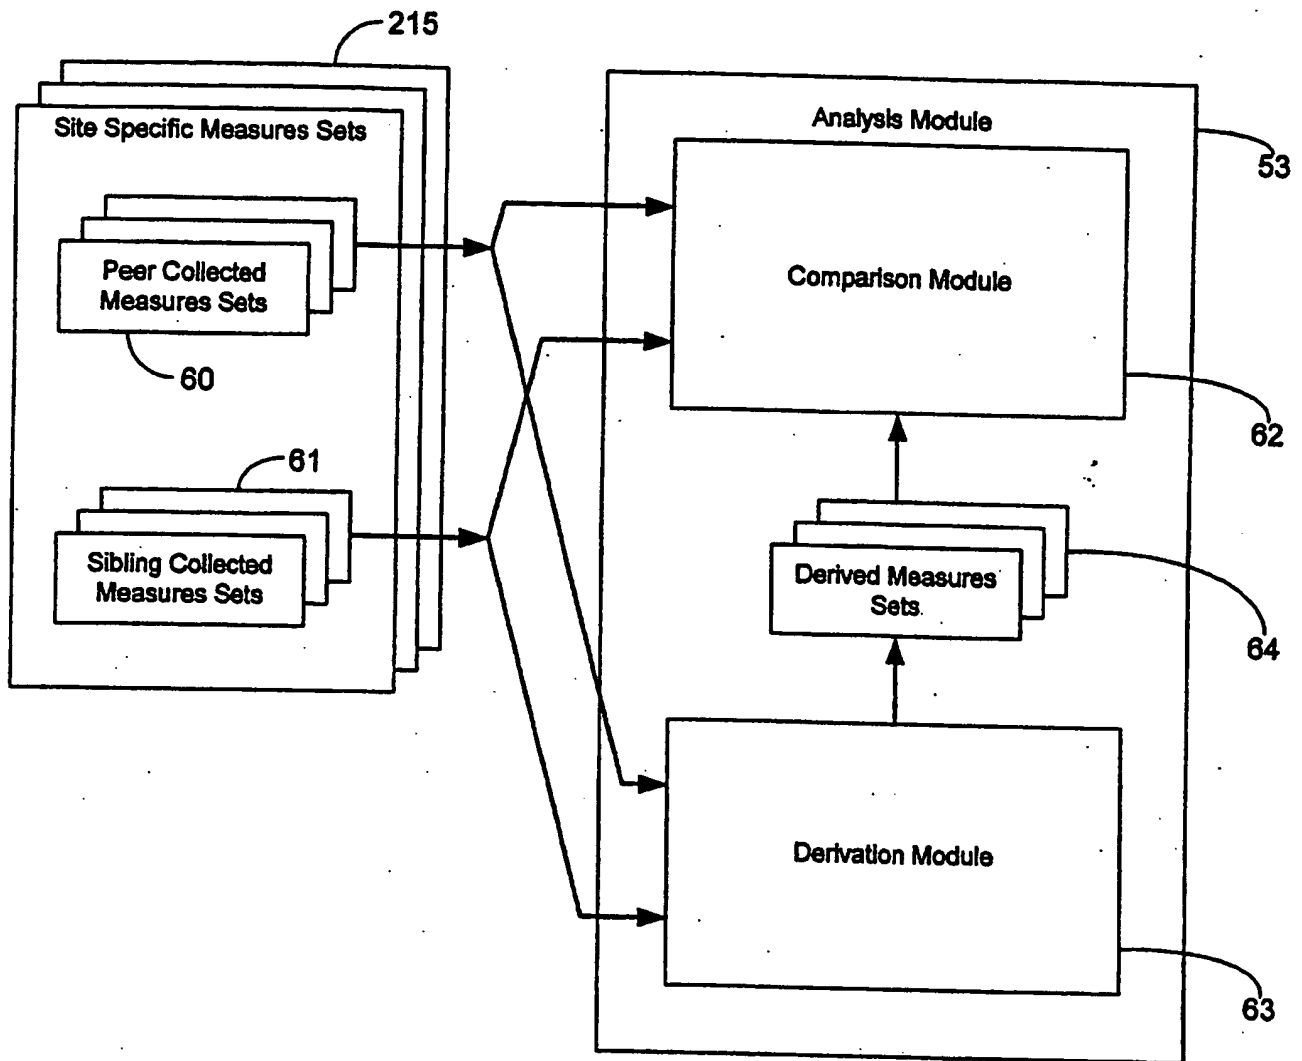 215
Site Specific Measures Sets
Analysis Module
53
Peer Collected
Measures Sets
Comparison Module
60
62
61
Sibling Collected
Measures Sets
Derived Measures
Sets.
64
Derivation Module
63